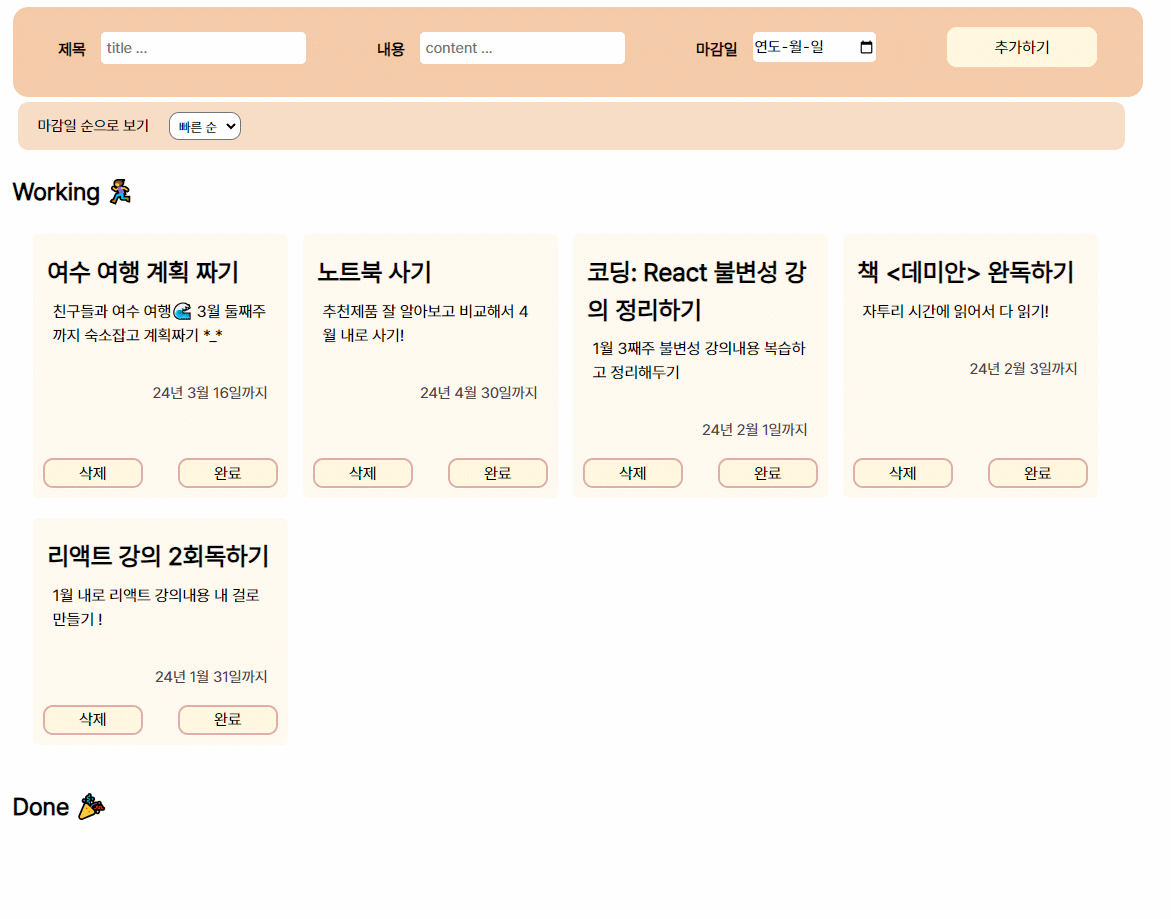 제목 title ... 내용 content ... 마감일 연도-월-일 추가하기
마감일 순으로 보기 빠른 순
Working 🏃
여수 여행 계획 짜기
친구들과 여수 여행🌊 3월 둘째주
까지 숙소잡고 계획짜기 *_*
24년 3월 16일까지
삭제 완료
노트북 사기
추천제품 잘 알아보고 비교해서 4
월 내로 사기!
24년 4월 30일까지
삭제 완료
코딩: React 불변성 강
의 정리하기
1월 3째주 불변성 강의내용 복습하
고 정리해두기
24년 2월 1일까지
삭제 완료
책 <데미안> 완독하기
자투리 시간에 읽어서 다 읽기!
24년 2월 3일까지
삭제 완료
리액트 강의 2회독하기
1월 내로 리액트 강의내용 내 걸로
만들기 !
24년 1월 31일까지
삭제 완료
Done 🎉